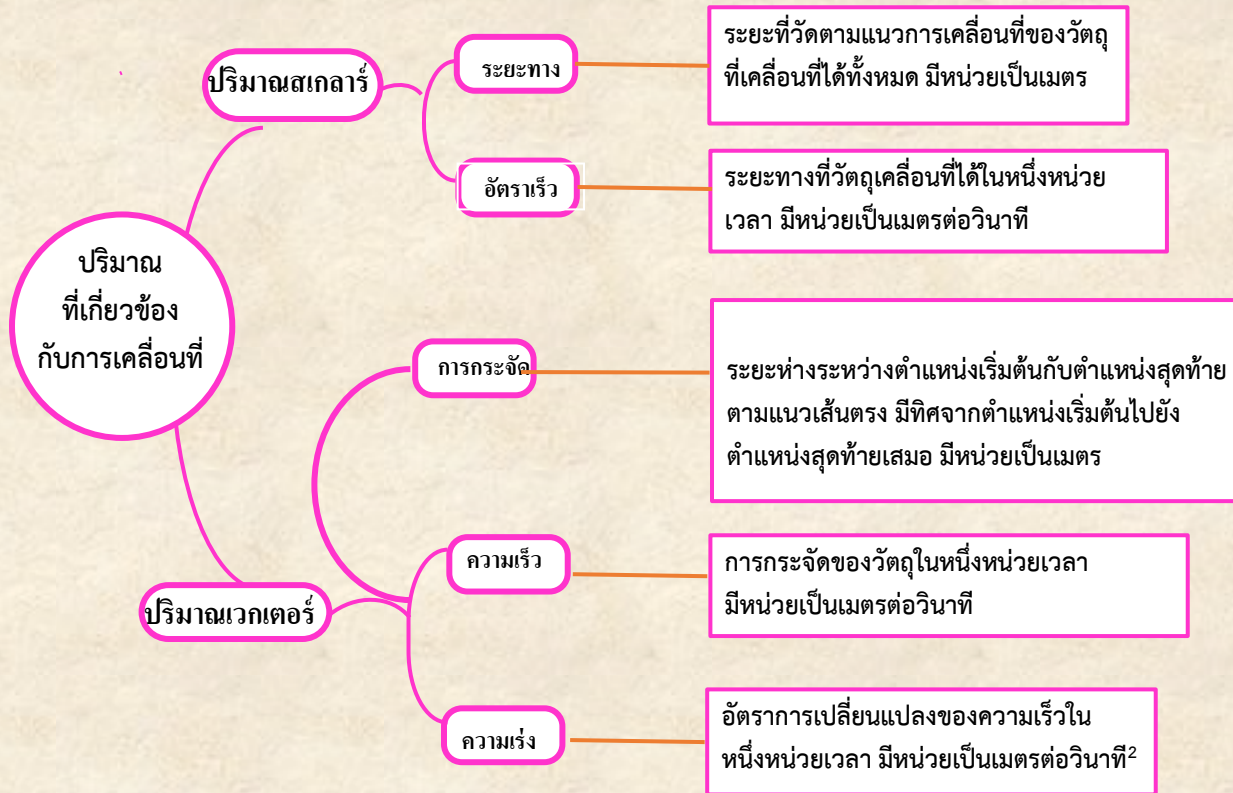 ปริมาณ
ที่เกี่ยวข้อง
กับการเคลื่อนที่
ปริมาณสเกลาร์
ระยะทาง
ระยะที่วัดตามแนวการเคลื่อนที่ของวัตถุ
ที่เคลื่อนที่ได้ทั้งหมด มีหน่วยเป็นเมตร
อัตราเร็ว
ระยะทางที่วัตถุเคลื่อนที่ได้ในหนึ่งหน่วย
เวลา มีหน่วยเป็นเมตรต่อวินาที
ปริมาณเวกเตอร์
การกระจัด
ระยะห่างระหว่างตำแหน่งเริ่มต้นกับตำแหน่งสุดท้าย
ตามแนวเส้นตรง มีทิศจากตำแหน่งเริ่มต้นไปยัง
ตำแหน่งสุดท้ายเสมอ มีหน่วยเป็นเมตร
ความเร็ว
การกระจัดของวัตถุในหนึ่งหน่วยเวลา
มีหน่วยเป็นเมตรต่อวินาที
ความเร่ง
อัตราการเปลี่ยนแปลงของความเร็วใน
หนึ่งหน่วยเวลา มีหน่วยเป็นเมตรต่อวินาที²